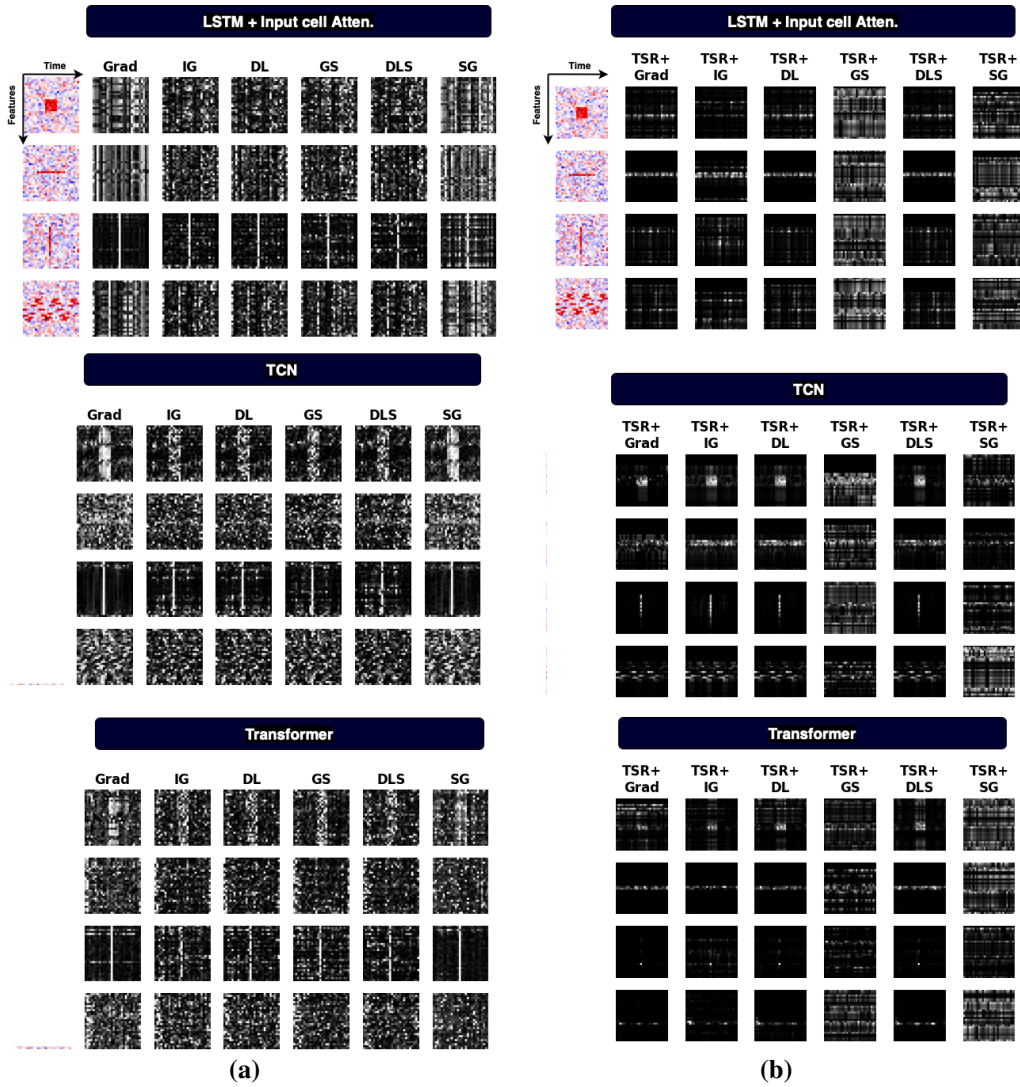 LSTM + Input cell Atten.
Time
Features
Grad IG DL GS DLS SG
TCN
Grad IG DL GS DLS SG
Transformer
Grad IG DL GS DLS SG
(a)
LSTM + Input cell Atten.
Time
Features
TSR+ TSR+ TSR+ TSR+ TSR+ TSR+
Grad IG DL GS DLS SG
TCN
TSR+ TSR+ TSR+ TSR+ TSR+ TSR+
Grad IG DL GS DLS SG
Transformer
TSR+ TSR+ TSR+ TSR+ TSR+ TSR+
Grad IG DL GS DLS SG
(b)